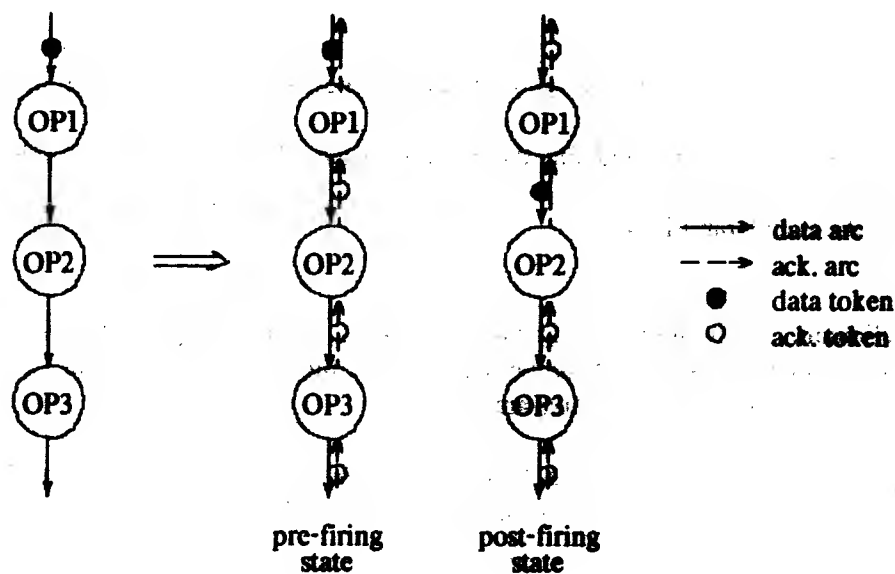 OP1
OP2
OP3
OP1
OP2
OP3
pre-firing
state
OP1
OP2
OP3
post-firing
state
data arc
ack. arc
data token
ack. token